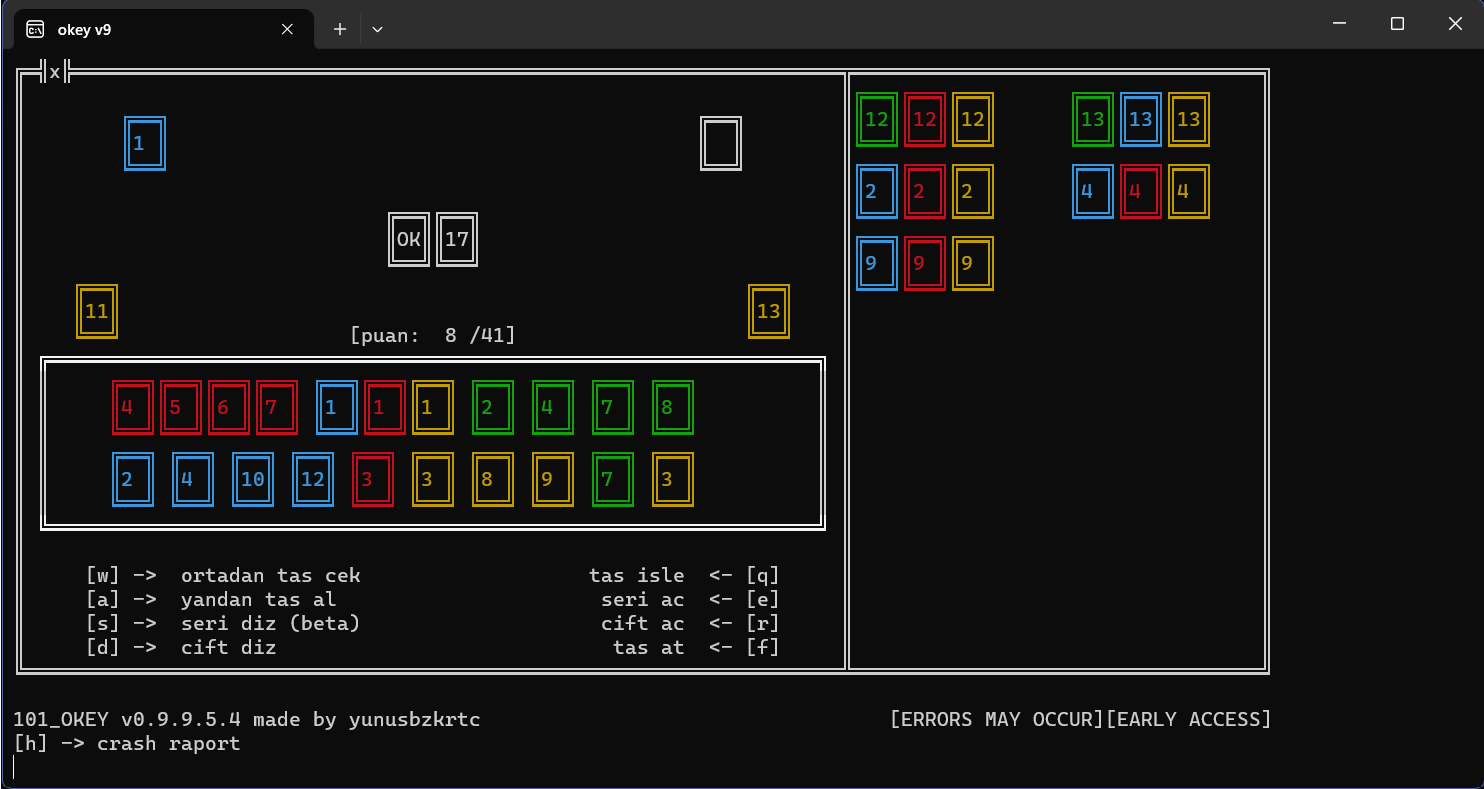 okey v9
x
12 12 12 13 13 13
1
2 2 2 4 4 4
OK 17
9 9 9
11 13
[puan:  8 /41]
4 5 6 7 1 1 1 2 4 7 8
2 4 10 12 3 3 8 9 7 3
[w] -> ortadan tas cek tas isle <- [q]
[a] -> yandan tas al seri ac <- [e]
[s] -> seri diz (beta) cift ac <- [r]
[d] -> cift diz tas at <- [f]
101_OKEY v0.9.9.5.4 made by yunusbzkrtc [ERRORS MAY OCCUR][EARLY ACCESS]
[h] -> crash raport